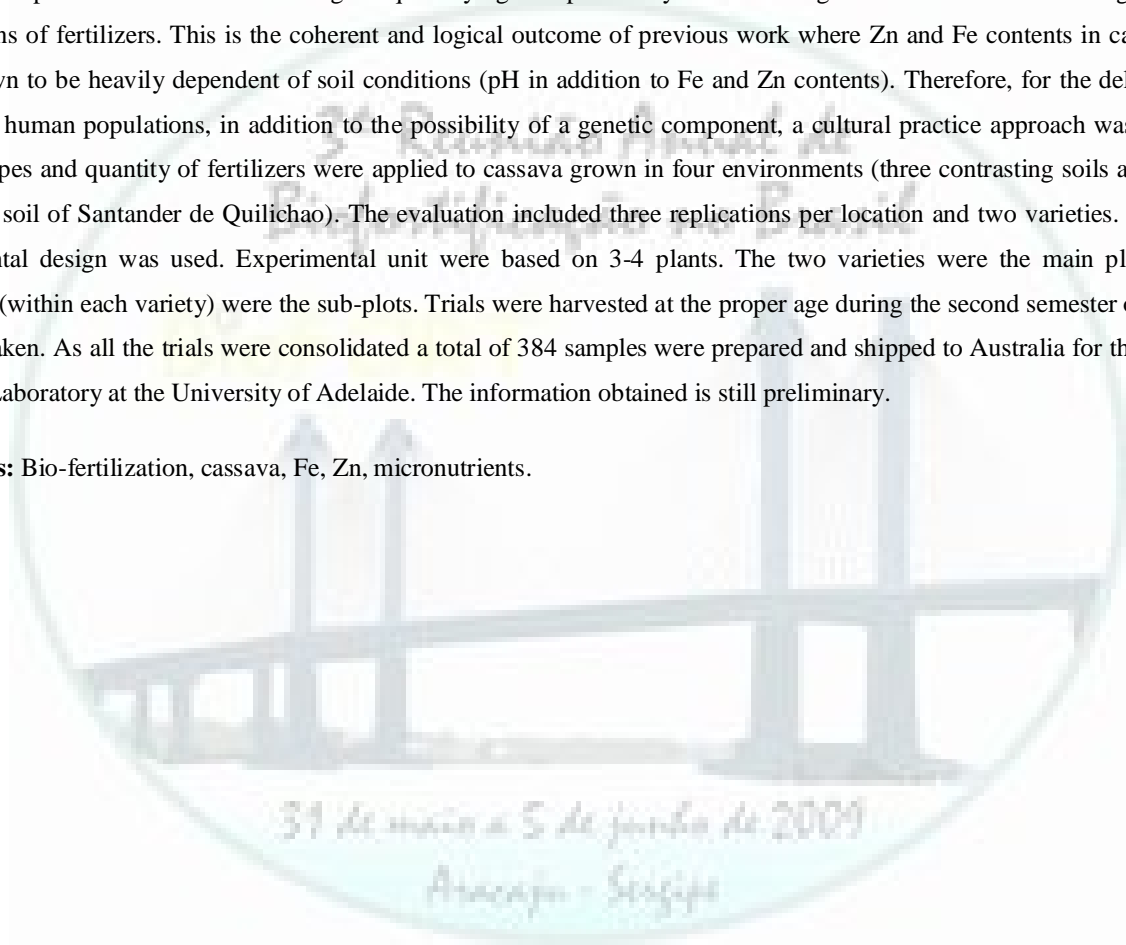 ns of fertilizers. This is the coherent and logical outcome of previous work where Zn and Fe contents in ca
n to be heavily dependent of soil conditions (pH in addition to Fe and Zn contents). Therefore, for the del
human populations, in addition to the possibility of a genetic component, a cultural practice approach was
pes and quantity of fertilizers were applied to cassava grown in four environments (three contrasting soils a
3ª Reunião Anual de
soil of Santander de Quilichao). The evaluation included three replications per location and two varieties.
Biofortificação no Brasil
tal design was used. Experimental unit were based on 3-4 plants. The two varieties were the main pl
(within each variety) were the sub-plots. Trials were harvested at the proper age during the second semester
aken. As all the trials were consolidated a total of 384 samples were prepared and shipped to Australia for th
Laboratory at the University of Adelaide. The information obtained is still preliminary.
s: Bio-fertilization, cassava, Fe, Zn, micronutrients.
31 de maio a 5 de junho de 2009
Aracaju - Sergipe